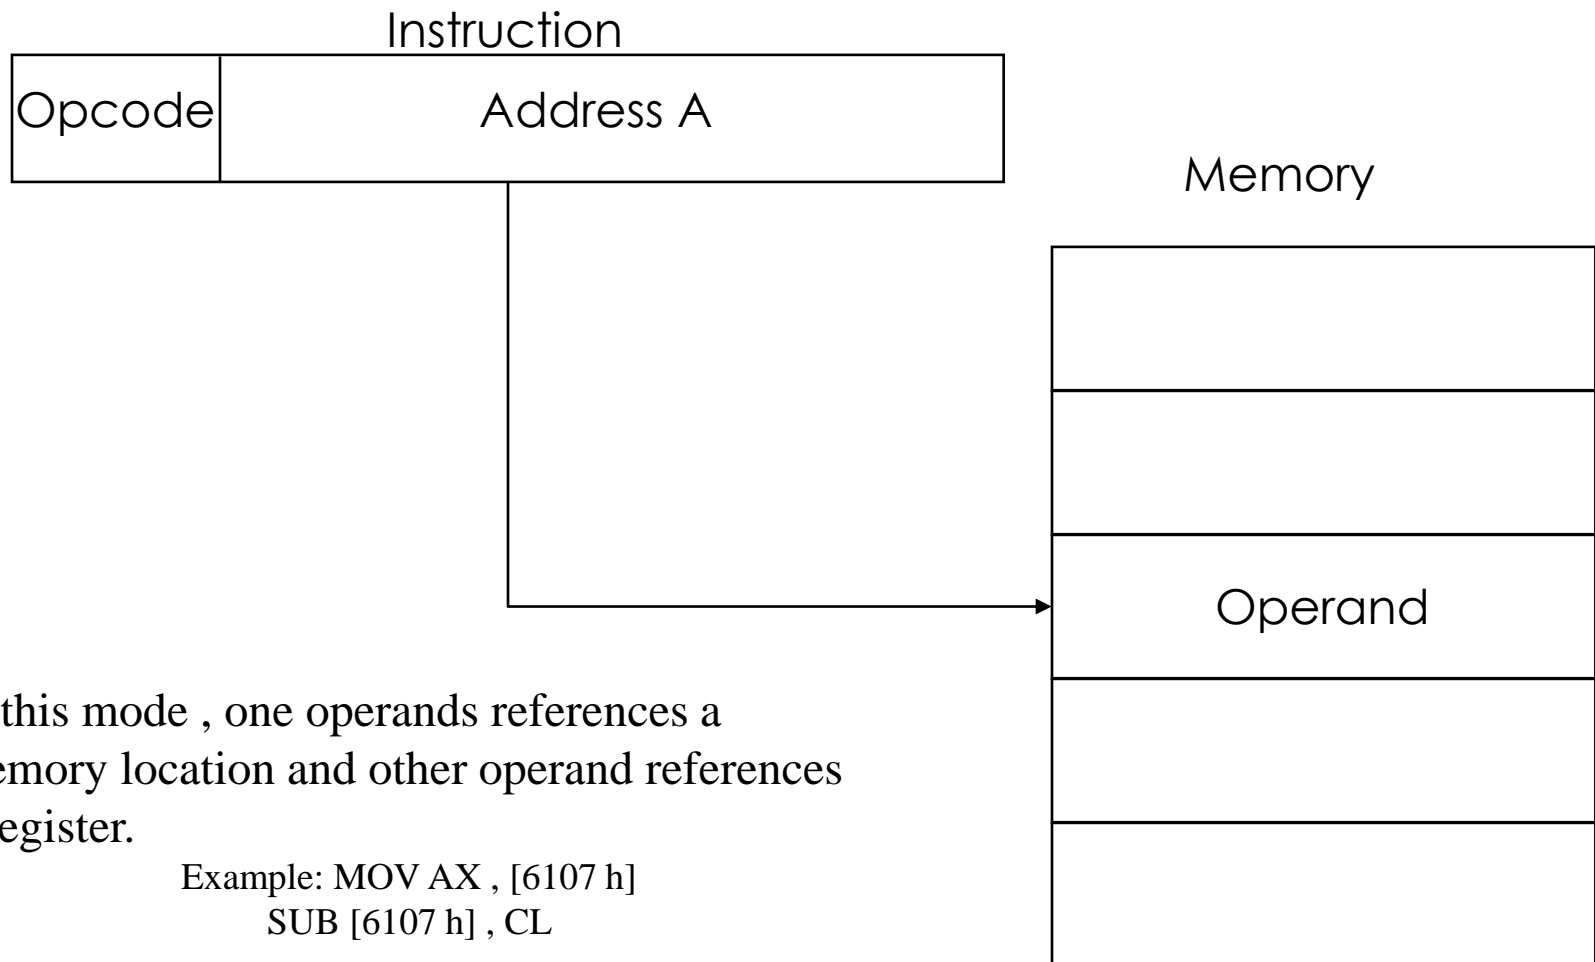 Instruction
Opcode Address A
Memory
Operand
this mode , one operands references a
emory location and other operand references
egister.
Example: MOV AX , [6107 h]
SUB [6107 h] , CL